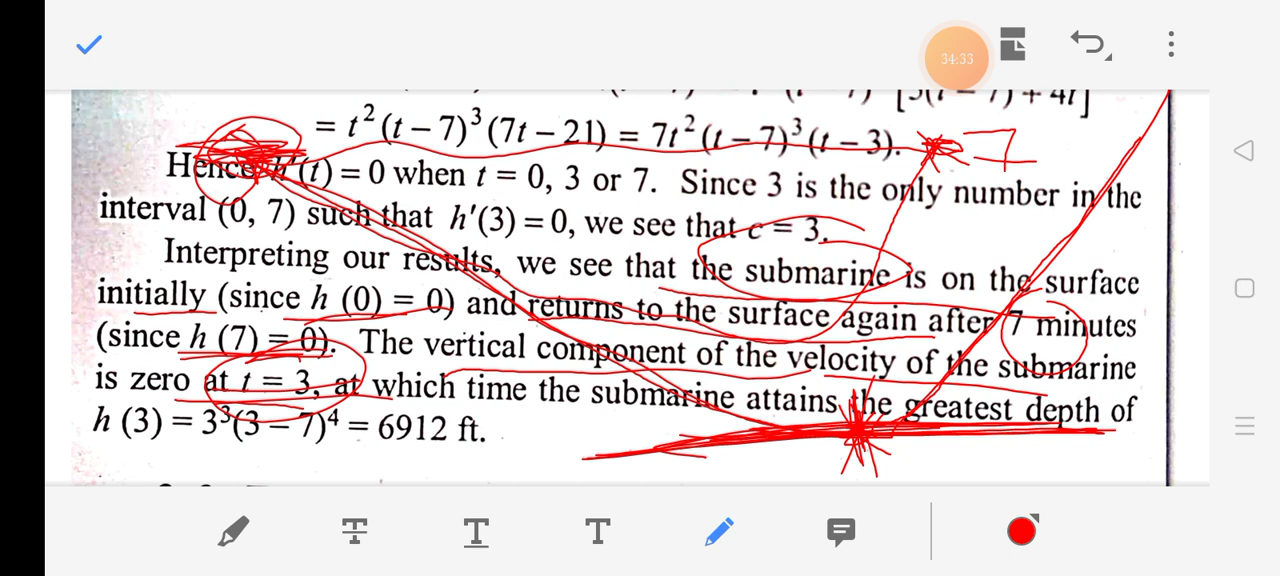 34:33
[3(t – 7) + 4t]
= t²(t – 7)³(7t – 21) = 7t²(t – 7)³(t – 3). 7
Hence h′(t) = 0 when t = 0, 3 or 7. Since 3 is the only number in the
interval (0, 7) such that h′(3) = 0, we see that c = 3.
Interpreting our results, we see that the submarine is on the surface
initially (since h (0) = 0) and returns to the surface again after 7 minutes
(since h (7) = 0). The vertical component of the velocity of the submarine
is zero at t = 3, at which time the submarine attains the greatest depth of
h (3) = 3³(3 – 7)⁴ = 6912 ft.
T T T